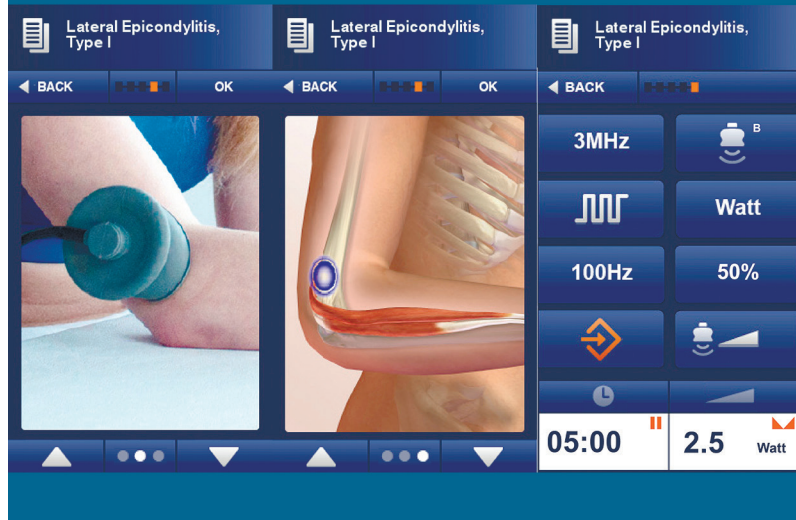 Lateral Epicondylitis,
Type I
BACK
OK
Lateral Epicondylitis,
Type I
BACK
OK
Lateral Epicondylitis,
Type I
BACK
3MHz
B
Watt
100Hz
50%
05:00
2.5 Watt